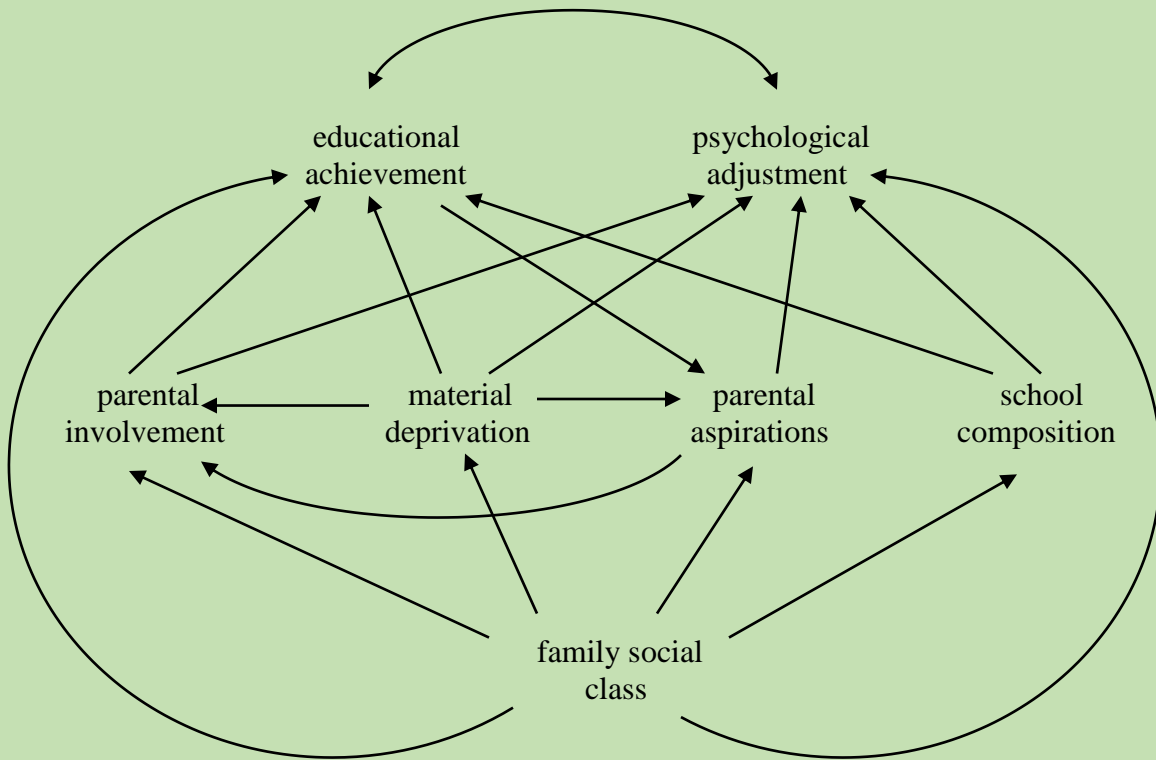 educational
achievement
psychological
adjustment
parental
involvement
material
deprivation
parental
aspirations
school
composition
family social
class